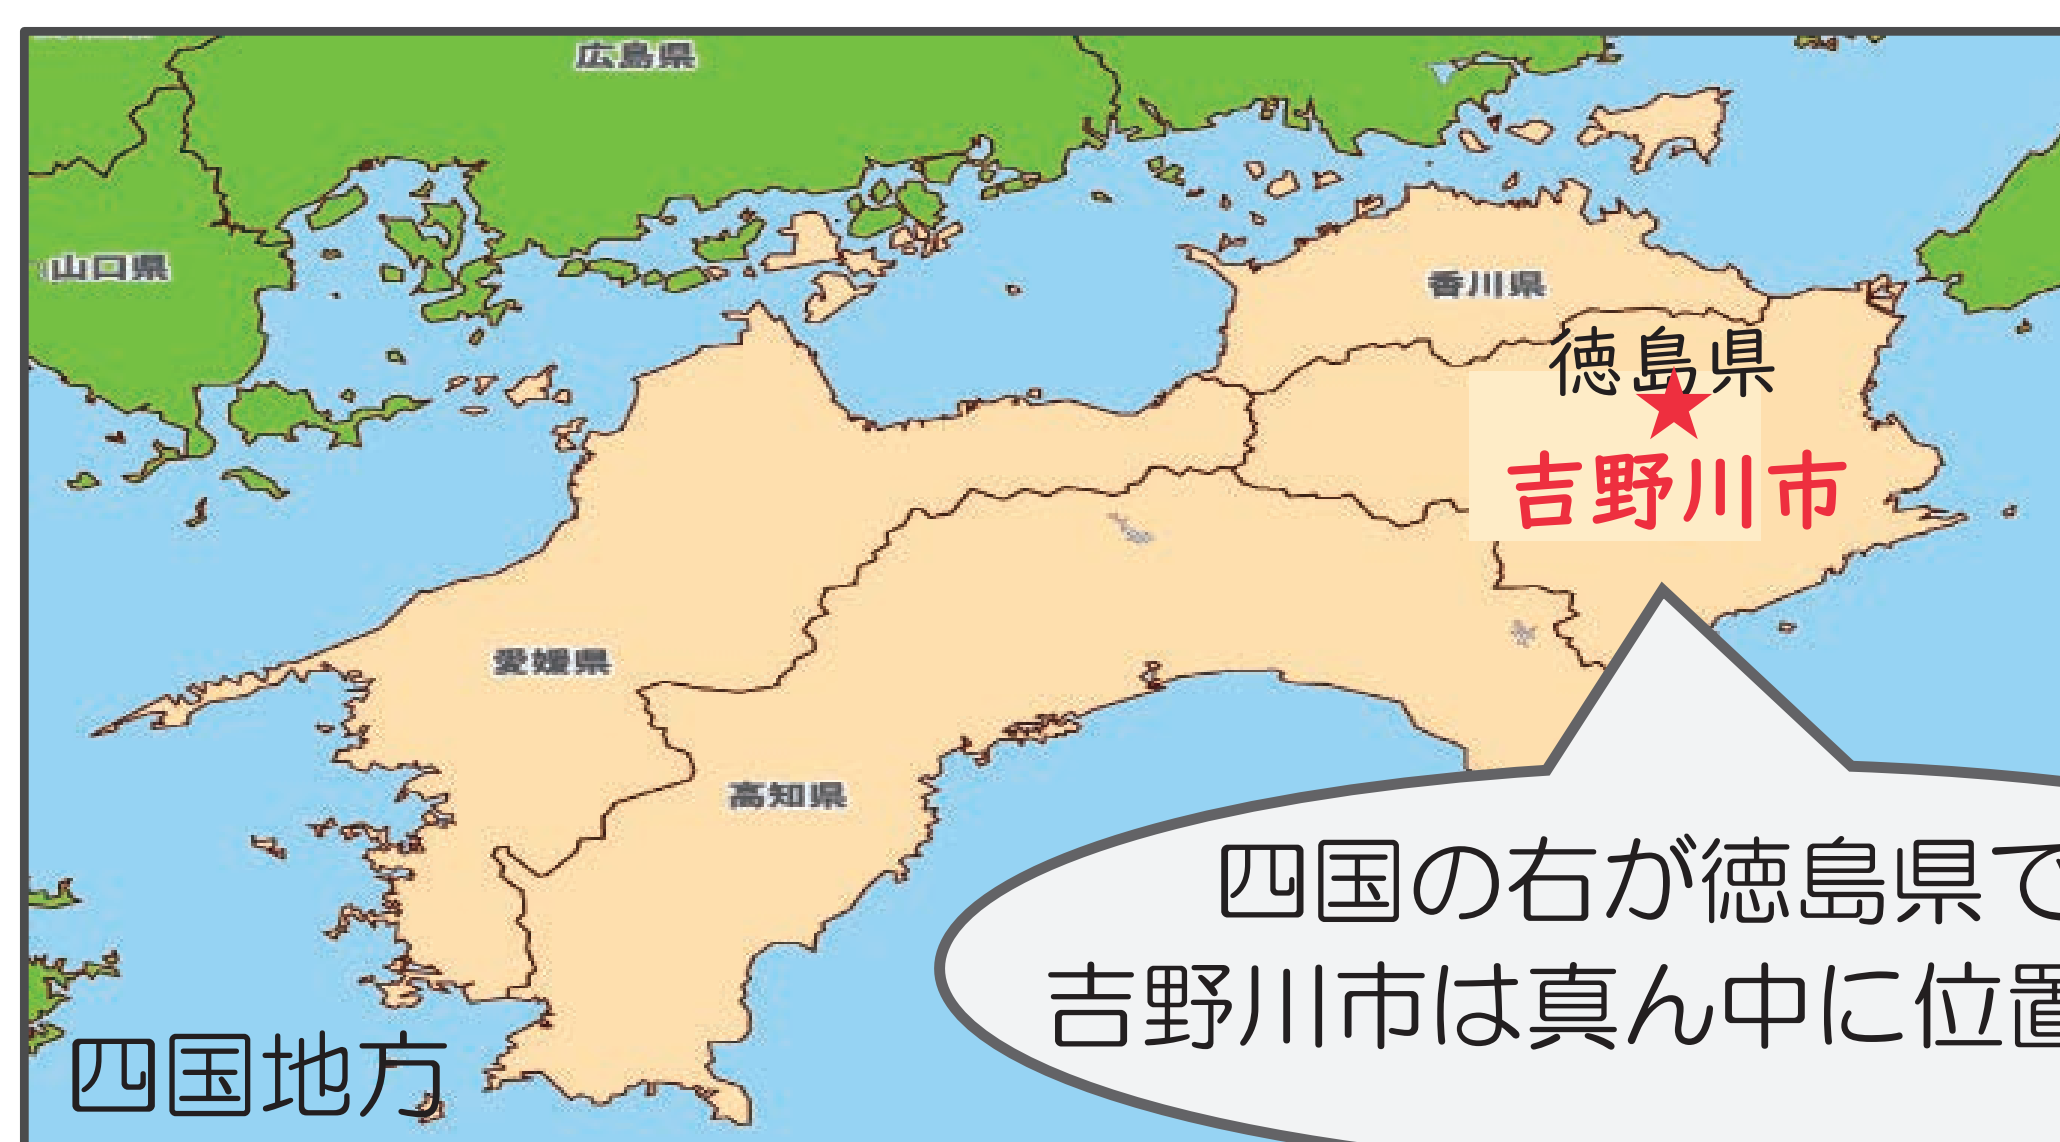 広島県
山口県
香川県
徳島県
吉野川市
愛媛県
高知県
四国の右が徳島県で
吉野川市は真ん中に位置
四国地方